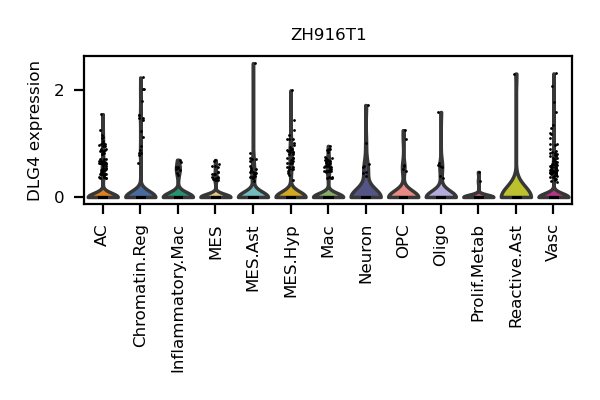 ZH916T1
DLG4 expression
2
0
AC
Chromatin.Reg
Inflammatory.Mac
MES
MES.Ast
MES.Hyp
Mac
Neuron
OPC
Oligo
Prolif.Metab
Reactive.Ast
Vasc